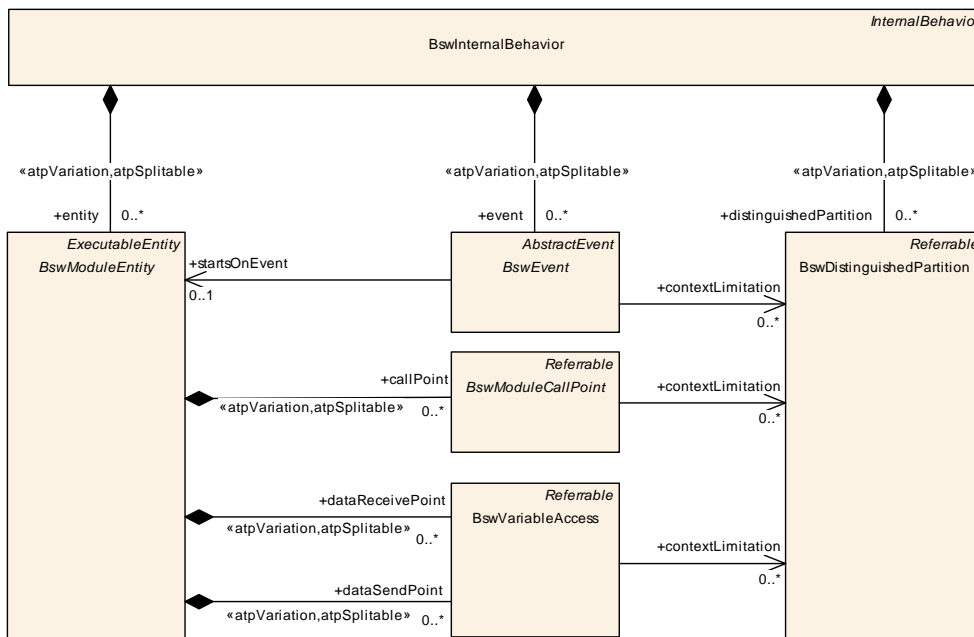 InternalBehavior
BswInternalBehavior
«atpVariation,atpSplitable»
«atpVariation,atpSplitable»
«atpVariation,atpSplitable»
+entity 0..*
+event 0..*
+distinguishedPartition 0..*
ExecutableEntity
BswModuleEntity
AbstractEvent
BswEvent
Referrable
BswDistinguishedPartition
+startsOnEvent
0..1
+contextLimitation
0..*
Referrable
BswModuleCallPoint
+callPoint
«atpVariation,atpSplitable» 0..*
+contextLimitation
0..*
Referrable
BswVariableAccess
+dataReceivePoint
«atpVariation,atpSplitable» 0..*
+contextLimitation
0..*
+dataSendPoint
«atpVariation,atpSplitable» 0..*